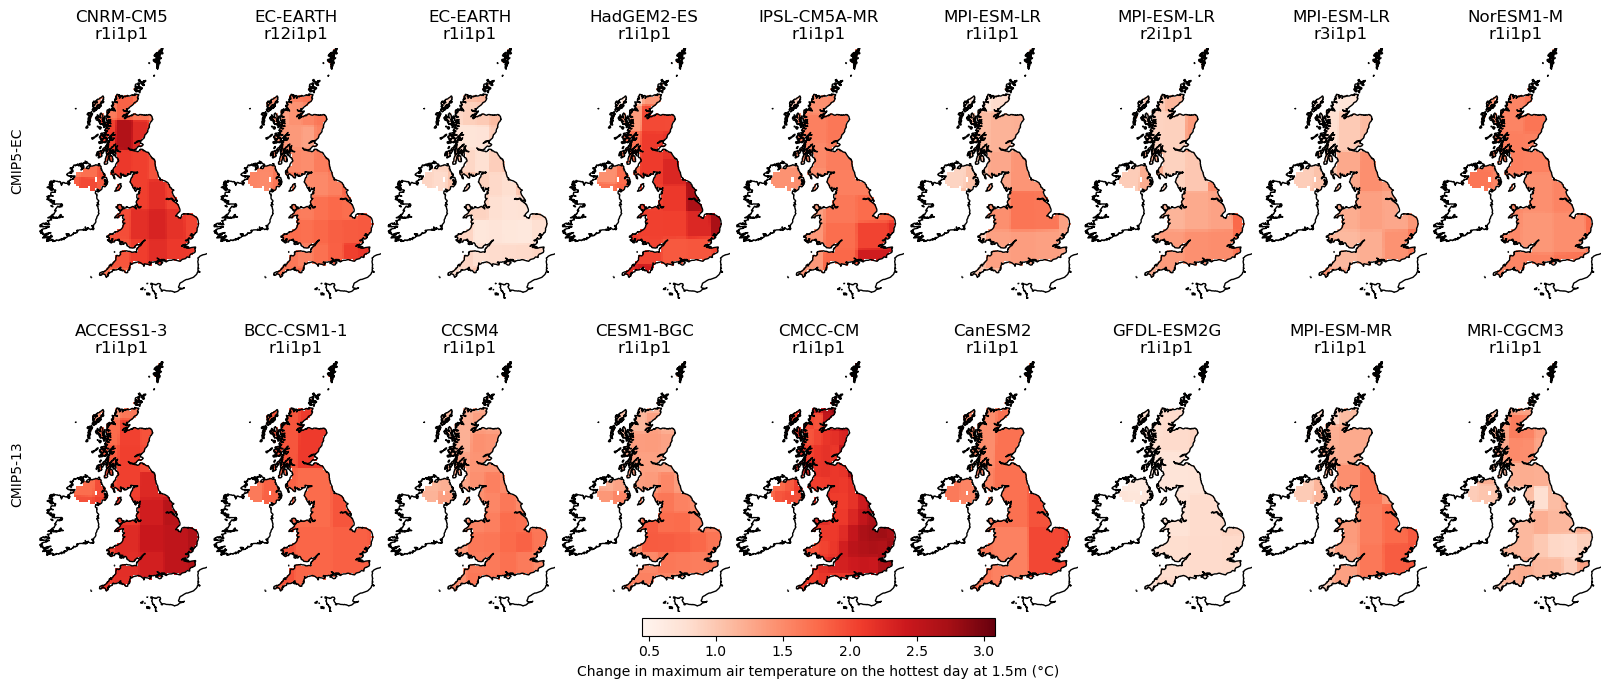 CNRM-CM5
r1i1p1
EC-EARTH
r12i1p1
EC-EARTH
r1i1p1
HadGEM2-ES
r1i1p1
IPSL-CM5A-MR
r1i1p1
MPI-ESM-LR
r1i1p1
MPI-ESM-LR
r2i1p1
MPI-ESM-LR
r3i1p1
NorESM1-M
r1i1p1
CMIP5-EC
ACCESS1-3
r1i1p1
BCC-CSM1-1
r1i1p1
CCSM4
r1i1p1
CESM1-BGC
r1i1p1
CMCC-CM
r1i1p1
CanESM2
r1i1p1
GFDL-ESM2G
r1i1p1
MPI-ESM-MR
r1i1p1
MRI-CGCM3
r1i1p1
CMIP5-13
0.5 1.0 1.5 2.0 2.5 3.0
Change in maximum air temperature on the hottest day at 1.5m (°C)